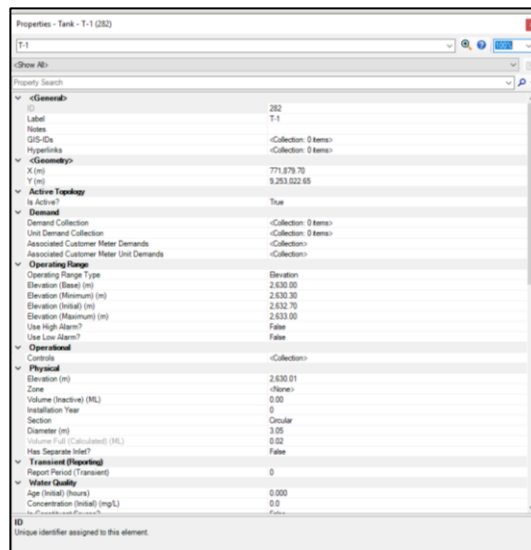 Properties - Tank - T-1 (282)
T-1
100%
<Show All>
Property Search
<General>
ID 282
Label T-1
Notes
GIS-IDs <Collection: 0 items>
Hyperlinks <Collection: 0 items>
<Geometry>
X (m) 771,879.70
Y (m) 9,253,022.65
Active Topology
Is Active? True
Demand
Demand Collection <Collection: 0 items>
Unit Demand Collection <Collection: 0 items>
Associated Customer Meter Demands <Collection>
Associated Customer Meter Unit Demands <Collection>
Operating Range
Operating Range Type Elevation
Elevation (Base) (m) 2,630.00
Elevation (Minimum) (m) 2,630.30
Elevation (Initial) (m) 2,632.70
Elevation (Maximum) (m) 2,633.00
Use High Alarm? False
Use Low Alarm? False
Operational
Controls <Collection>
Physical
Elevation (m) 2,630.01
Zone <None>
Volume (Inactive) (ML) 0.00
Installation Year 0
Section Circular
Diameter (m) 3.05
Volume Full (Calculated) (ML) 0.02
Has Separate Inlet? False
Transient (Reporting)
Report Period (Transient) 0
Water Quality
Age (Initial) (hours) 0.000
Concentration (Initial) (mg/L) 0.0
Is Constituent Source? False
ID
Unique identifier assigned to this element.